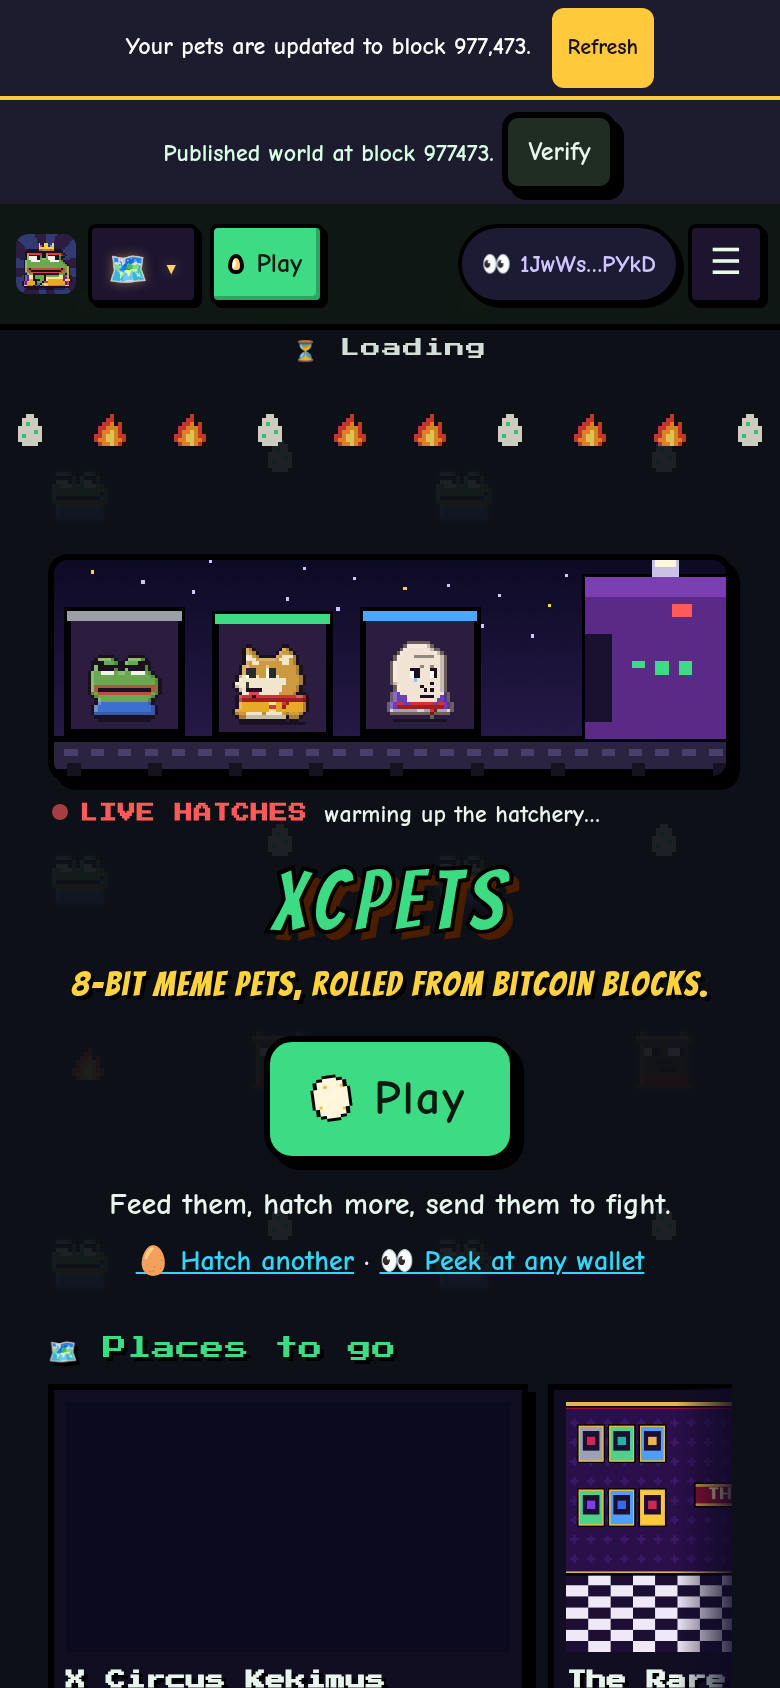 Your pets are updated to block 977,473.
Refresh
Published world at block 977473.
Verify
Play
1JwWs...PYkD
Loading
LIVE HATCHES warming up the hatchery...
XCPETS
8-BIT MEME PETS, ROLLED FROM BITCOIN BLOCKS.
Play
Feed them, hatch more, send them to fight.
Hatch another · Peek at any wallet
Places to go
TH
X Circus Kekimus
The Rare